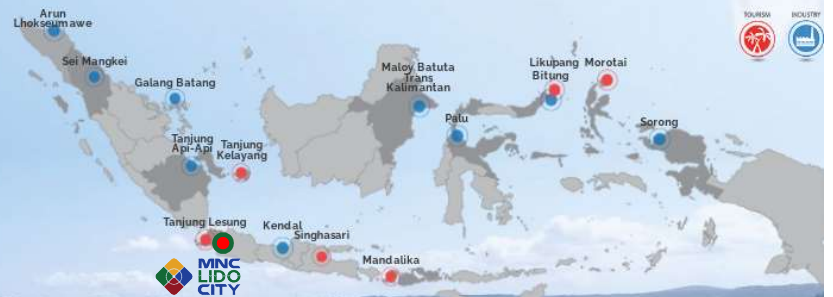 TOURISM
INDUSTRY
Arun
Lhokseumawe
Sei Mangkei
Galang Batang
Maloy Batuta
Trans
Kalimantan
Likupang
Bitung
Morotai
Palu
Sorong
Tanjung
Api-Api
Tanjung
Kelayang
Tanjung Lesung
Kendal
Singhasari
Mandalika
MNC
LIDO
CITY